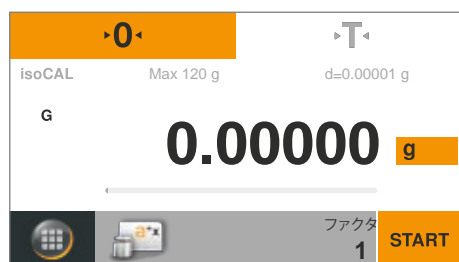 ▸0◂ ▸T◂
isoCAL Max 120 g d=0.00001 g
G
0.00000 g
a*x ファクタ
1 START